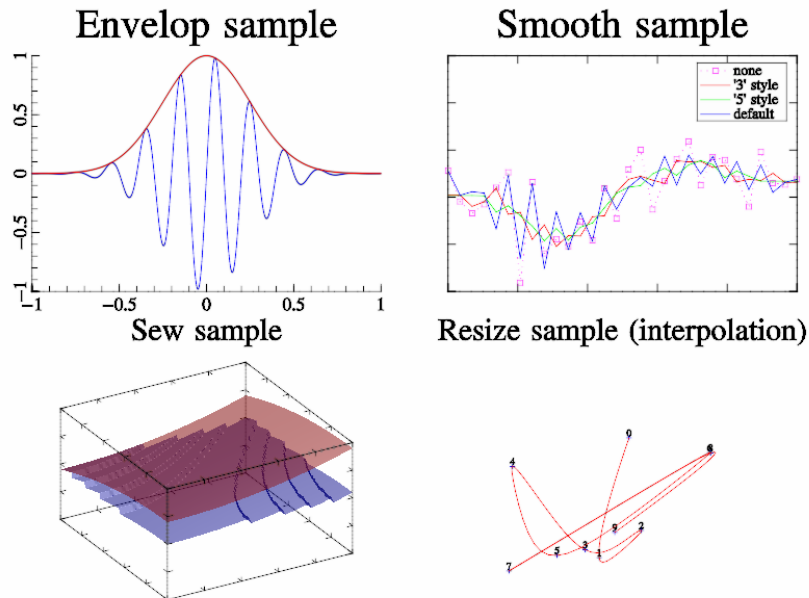 Envelop sample
1
0.5
0
−0.5
−1
−1
−0.5
0
0.5
1
Smooth sample
none
'3' style
'5' style
default
Sew sample
Resize sample (interpolation)
0
4
9
2
3
1
5
7